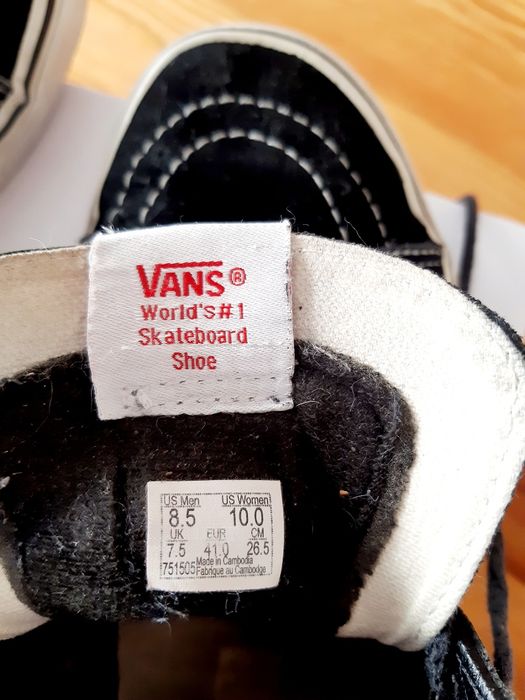 VANS®
World's #1
Skateboard
Shoe
US Men US Women
8.5 10.0
UK EUR CM
7.5 41.0 26.5
751505 Made in Cambodia
Fabrique au Cambodge